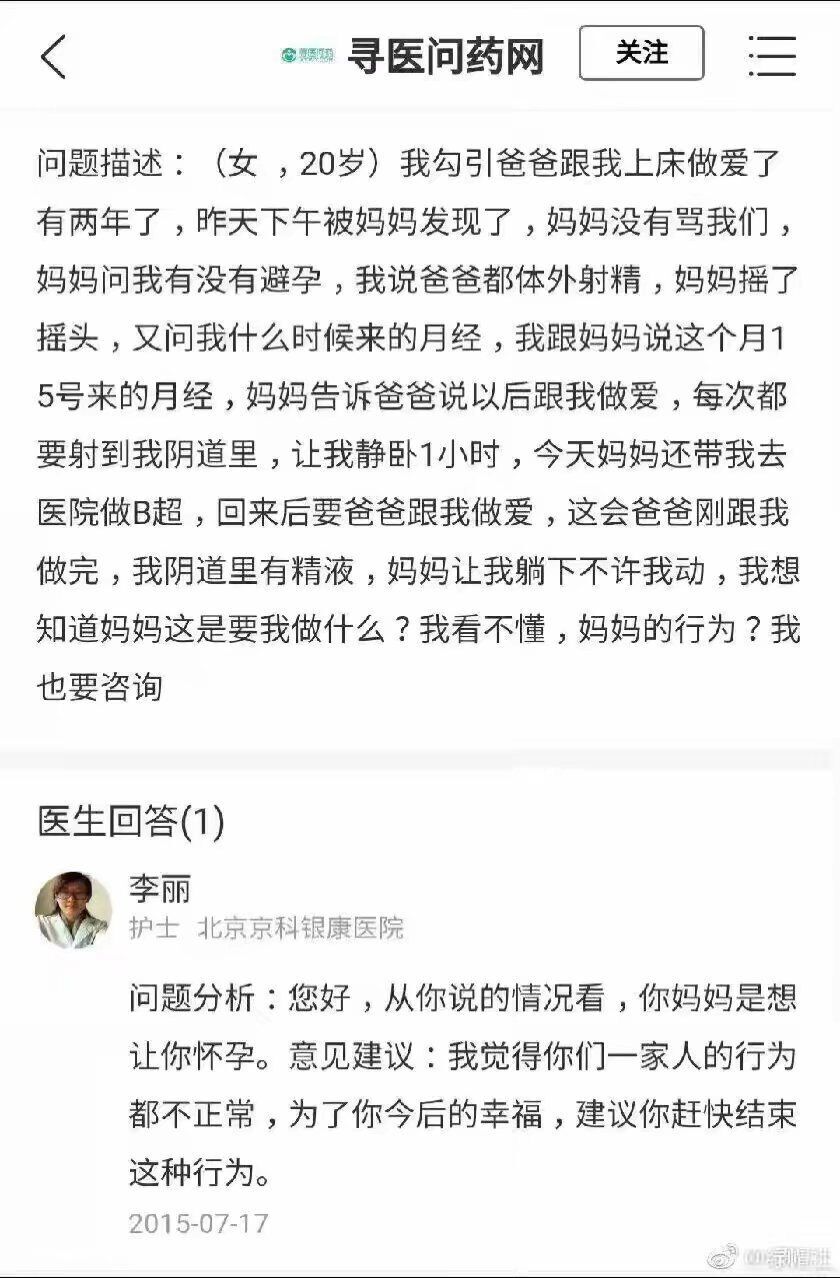 寻医问药网 关注
问题描述：（女 ，20岁）我勾引爸爸跟我上床做爱了
有两年了，昨天下午被妈妈发现了，妈妈没有骂我们，
妈妈问我有没有避孕，我说爸爸都体外射精，妈妈摇了
摇头，又问我什么时候来的月经，我跟妈妈说这个月1
5号来的月经，妈妈告诉爸爸说以后跟我做爱，每次都
要射到我阴道里，让我静卧1小时，今天妈妈还带我去
医院做B超，回来后要爸爸跟我做爱，这会爸爸刚跟我
做完，我阴道里有精液，妈妈让我躺下不许我动，我想
知道妈妈这是要我做什么？我看不懂，妈妈的行为？我
也要咨询
医生回答(1)
李丽
护士 北京京科银康医院
问题分析：您好，从你说的情况看，你妈妈是想
让你怀孕。意见建议：我觉得你们一家人的行为
都不正常，为了你今后的幸福，建议你赶快结束
这种行为。
2015-07-17